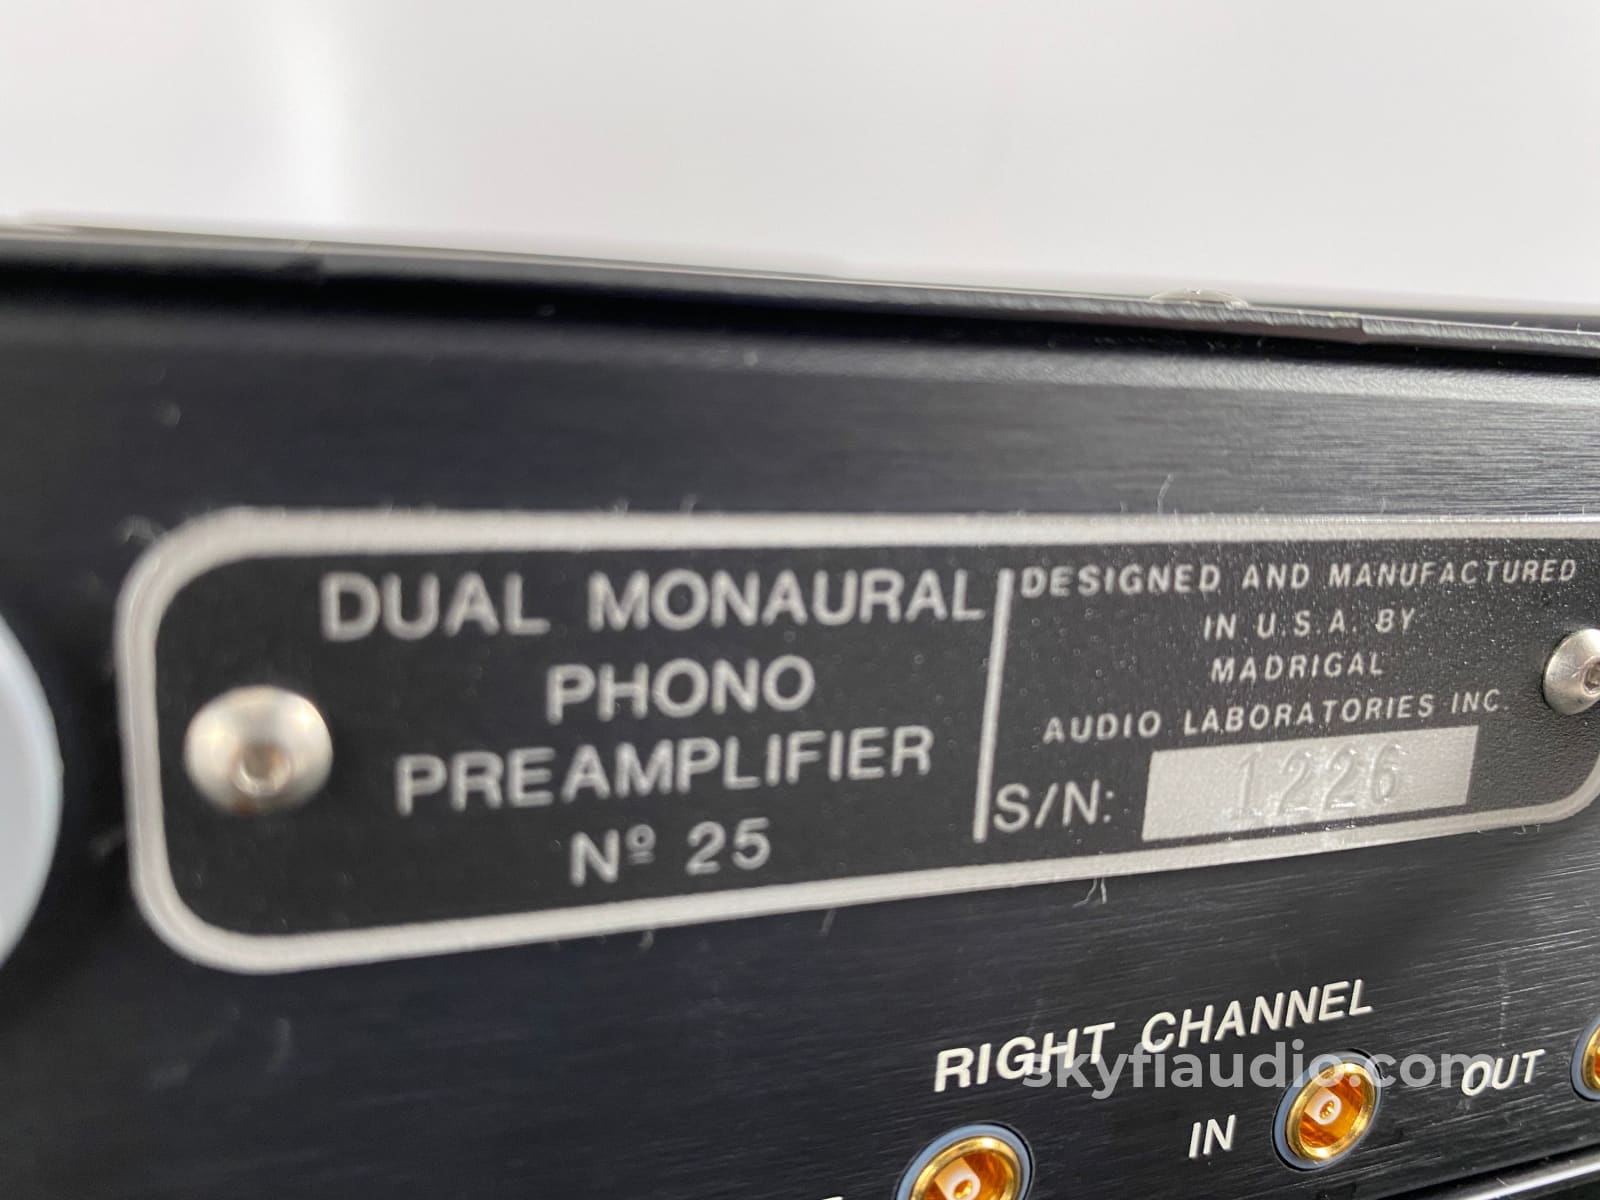 DUAL MONAURAL
PHONO
PREAMPLIFIER
Nº 25
DESIGNED AND MANUFACTURED
IN U.S.A. BY
MADRIGAL
AUDIO LABORATORIES INC.
S/N: 1226
RIGHT CHANNEL
skyfiaudio.com
IN
OUT